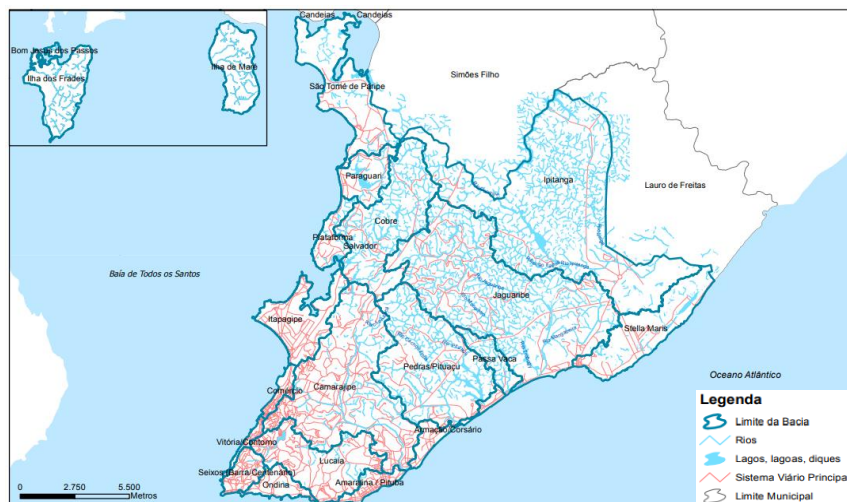 Candeias
Candeias
Bom Jesus dos Passos
Ilha dos Frades
Ilha de Maré
Simões Filho
São Tomé de Paripe
Paraguari
Ipitanga
Lauro de Freitas
Cobre
Plataforma
Salvador
Baía de Todos os Santos
Jaguaribe
Itapagipe
Stella Maris
Passa Vaca
Pedras/Pituaçu
Oceano Atlântico
Comércio
Camarajipe
Armação/Corsário
Vitória/Contorno
Lucaia
Seixos (Barra/Centenário)
Amaralina / Pituba
Ondina
Legenda
Limite da Bacia
Rios
Lagos, lagoas, diques
Sistema Viário Principa
Limite Municipal
0 2.750 5.500
Metros